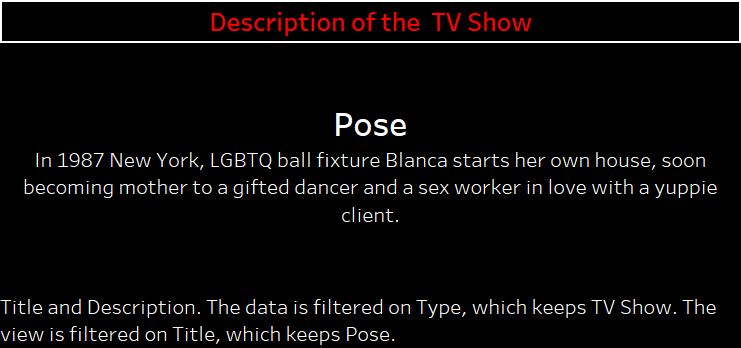 Description of the TV Show
Pose
In 1987 New York, LGBTQ ball fixture Blanca starts her own house, soon
becoming mother to a gifted dancer and a sex worker in love with a yuppie
client.
Title and Description. The data is filtered on Type, which keeps TV Show. The
view is filtered on Title, which keeps Pose.